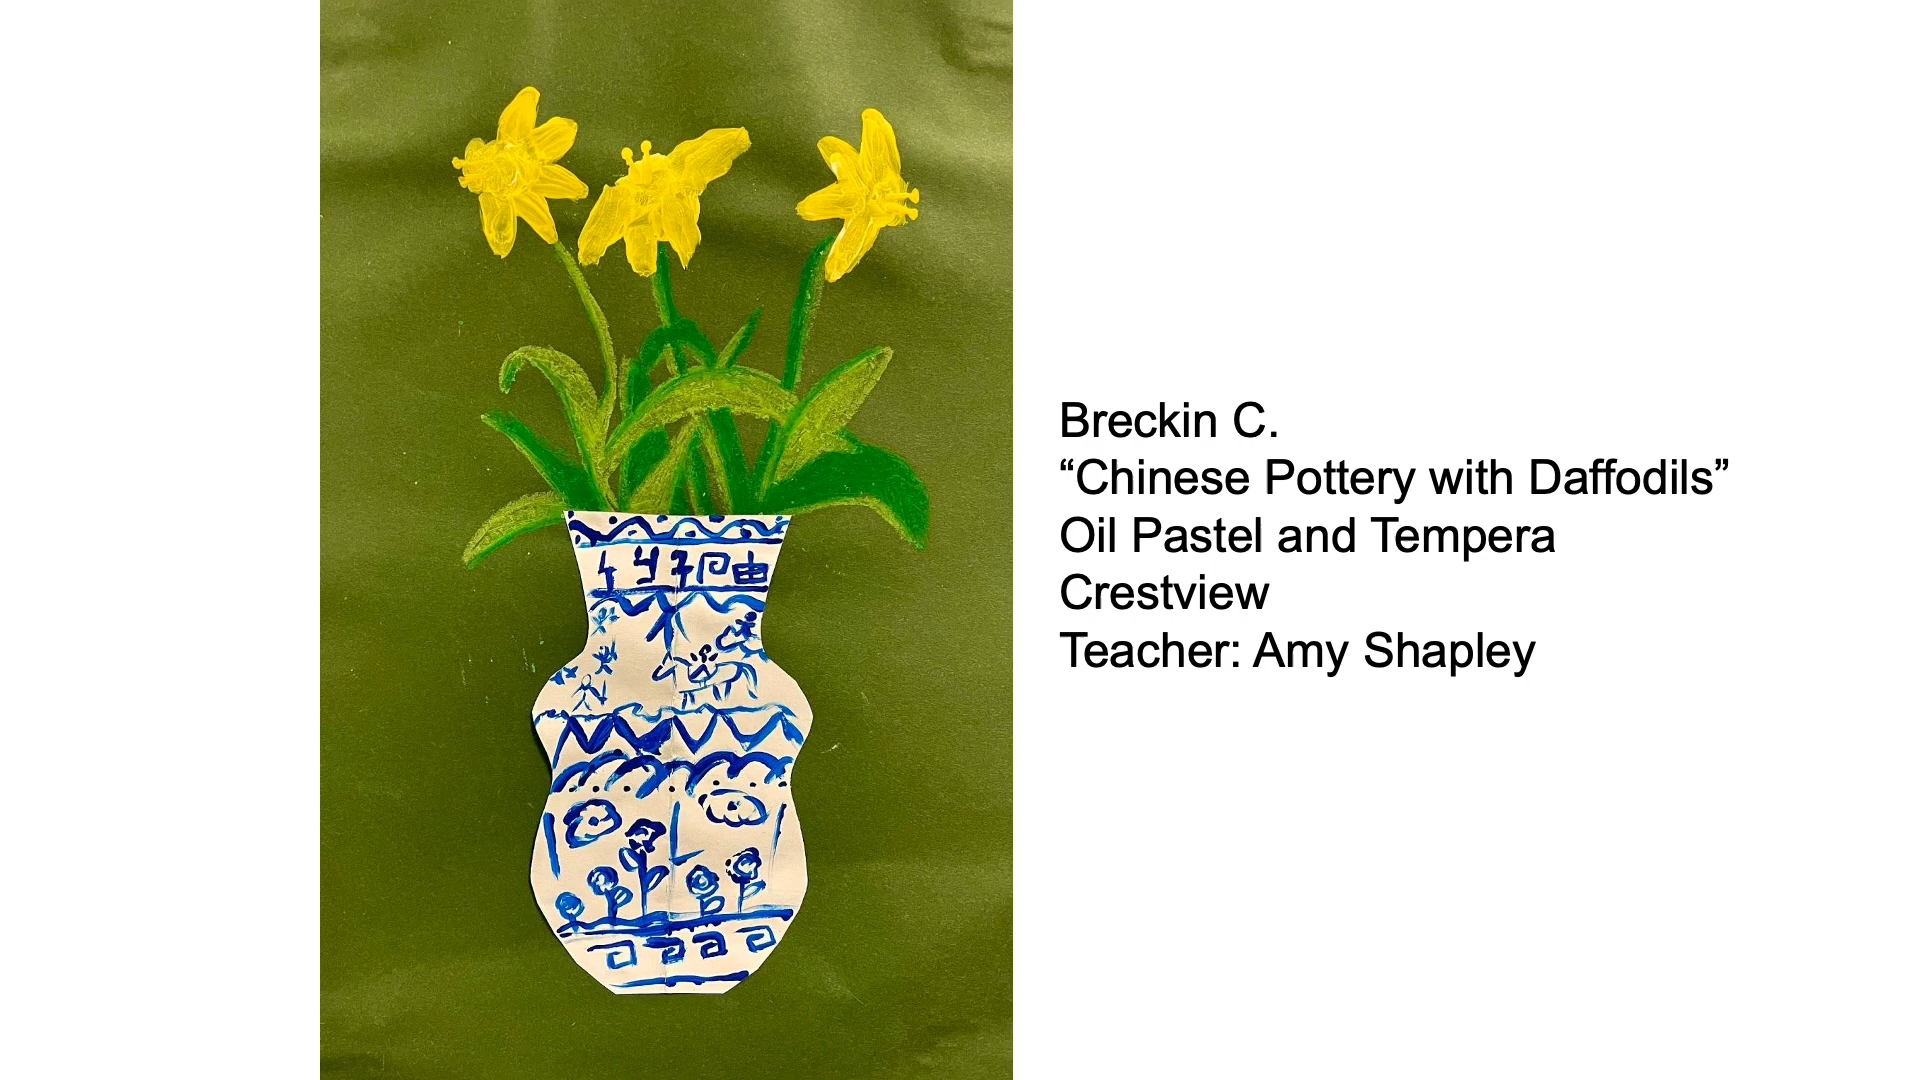 Breckin C.
“Chinese Pottery with Daffodils”
Oil Pastel and Tempera
Crestview
Teacher: Amy Shapley